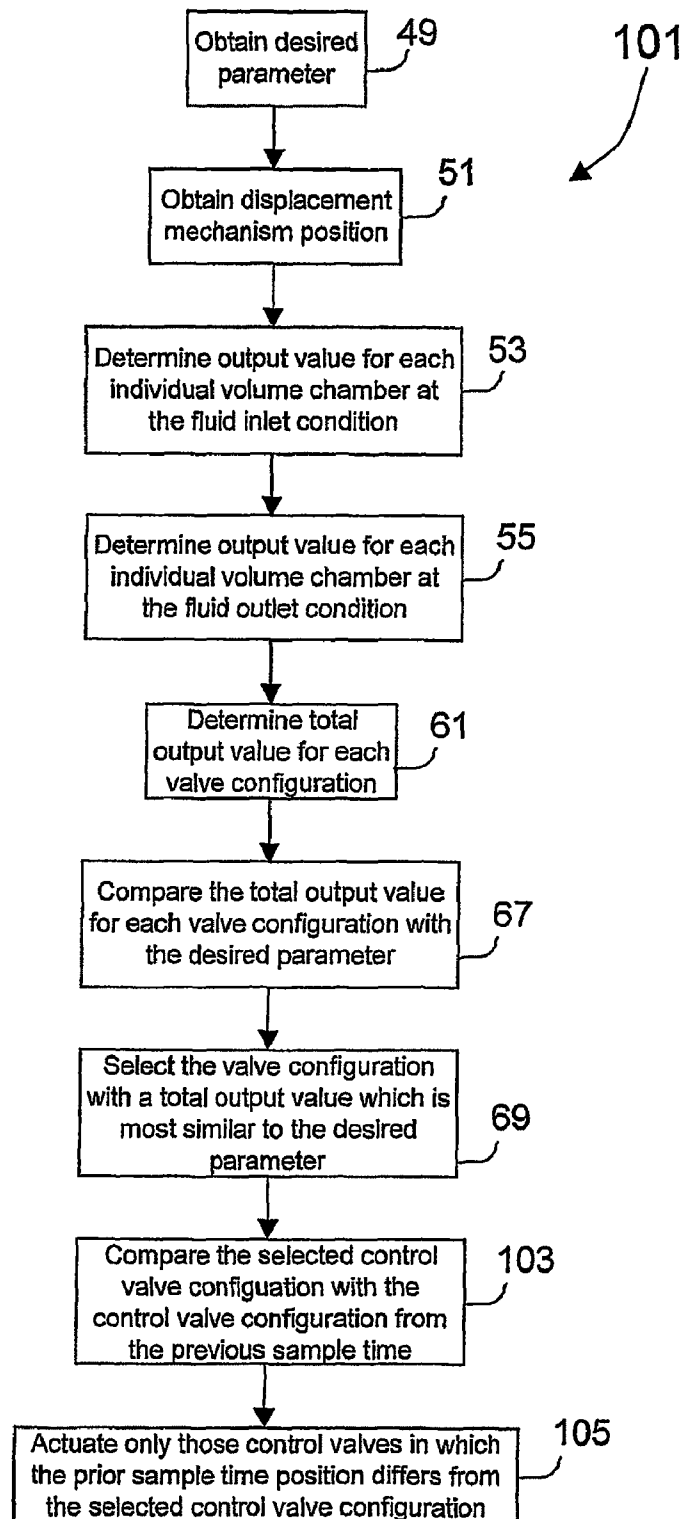 Obtain desired
parameter
49
101
Obtain displacement
mechanism position
51
Determine output value for each
individual volume chamber at
the fluid inlet condition
53
Determine output value for each
individual volume chamber at
the fluid outlet condition
55
Determine total
output value for each
valve configuration
61
Compare the total output value
for each valve configuration with
the desired parameter
67
Select the valve configuration
with a total output value which is
most similar to the desired
parameter
69
Compare the selected control
valve configuation with the
control valve configuration from
the previous sample time
103
Actuate only those control valves in which
the prior sample time position differs from
the selected control valve configuration
105